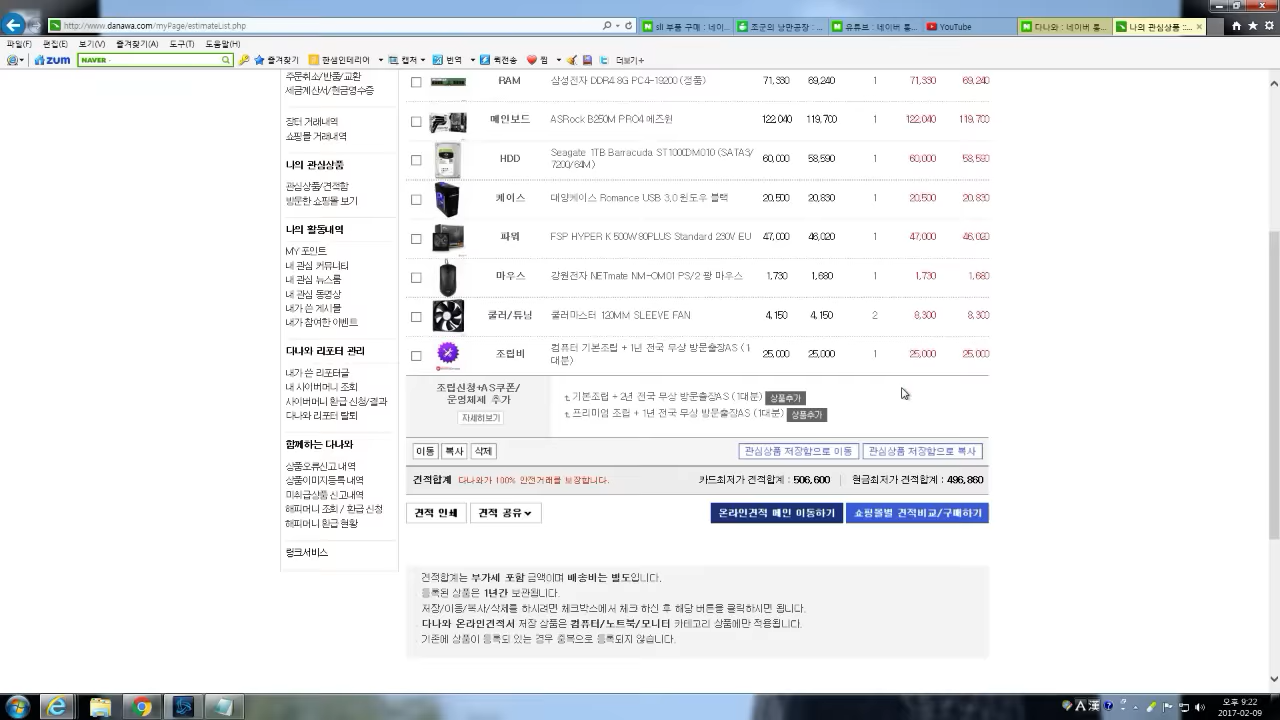 http://www.danawa.com/myPage/estimateList.php
sli 부품 구매 : 네이...
유튜브 : 네이버 통...
YouTube
다나와 : 네이버 통...
나의 관심상품 ::...
파일(F) 편집(E) 보기(V) 즐겨찾기(A) 도구(T) 도움말(H)
zum NAVER 즐겨찾기 한샘인테리어 캡처 번역 퀵전송 찜 더보기+
주문취소/반품/교환
세금계산서/현금영수증
장터 거래내역
쇼핑몰 거래내역
나의 관심상품
관심상품/견적함
방문한 쇼핑몰 보기
나의 활동내역
MY 포인트
내 관심 커뮤니티
내 관심 뉴스룸
내 관심 동영상
내가 쓴 게시물
내가 참여한 이벤트
다나와 리포터 관리
내가 쓴 리포터글
내 사이버머니 조회
사이버머니 환급 신청/결과
다나와 리포터 탈퇴
함께하는 다나와
상품오류신고 내역
상품이미지등록 내역
미취급상품 신고내역
해피머니 조회 / 환급 신청
해피머니 환급 현황
링크서비스
RAM 삼성전자 DDR4 8G PC4-19200 (정품) 71,330 69,240 71,330 69,240
메인보드 ASRock B250M PRO4 에즈윈 122,040 119,700 1 122,040 119,700
HDD Seagate 1TB Barracuda ST1000DM010 (SATA3/
7200/64M) 60,000 58,590 1 60,000 58,590
케이스 대양케이스 Romance USB 3.0 윈도우 블랙 20,500 20,830 1 20,500 20,830
파워 FSP HYPER K 500W 80PLUS Standard 230V EU 47,000 46,020 1 47,000 46,020
마우스 강원전자 NETmate NM-OM01 PS/2 광 마우스 1,730 1,680 1 1,730 1,680
쿨러/튜닝 쿨러마스터 120MM SLEEVE FAN 4,150 4,150 2 8,300 8,300
조립비 컴퓨터 기본조립 + 1년 전국 무상 방문출장AS (1
대분) 25,000 25,000 1 25,000 25,000
조립신청+AS쿠폰/
운영체제 추가
자세히보기
기본조립 + 2년 전국 무상 방문출장AS (1대분) 상품추가
프리미엄 조립 + 1년 전국 무상 방문출장AS (1대분) 상품추가
이동 복사 삭제 관심상품 저장함으로 이동 관심상품 저장함으로 복사
견적합계 다나와가 100% 안전거래를 보장합니다. 카드최저가 견적합계 : 506,600 | 현금최저가 견적합계 : 496,860
견적 인쇄 견적 공유 온라인견적 메인 이동하기 쇼핑몰별 견적비교/구매하기
견적합계는 부가세 포함 금액이며 배송비는 별도입니다.
등록된 상품은 1년간 보관됩니다.
저장/이동/복사/삭제를 하시려면 체크박스에서 체크 하신 후 해당 버튼을 클릭하시면 됩니다.
다나와 온라인견적서 저장 상품은 컴퓨터/노트북/모니터 카테고리 상품에만 적용됩니다.
기존에 상품이 등록되 있는 경우 중복으로 등록되지 않습니다.
오후 9:22
2017-02-09